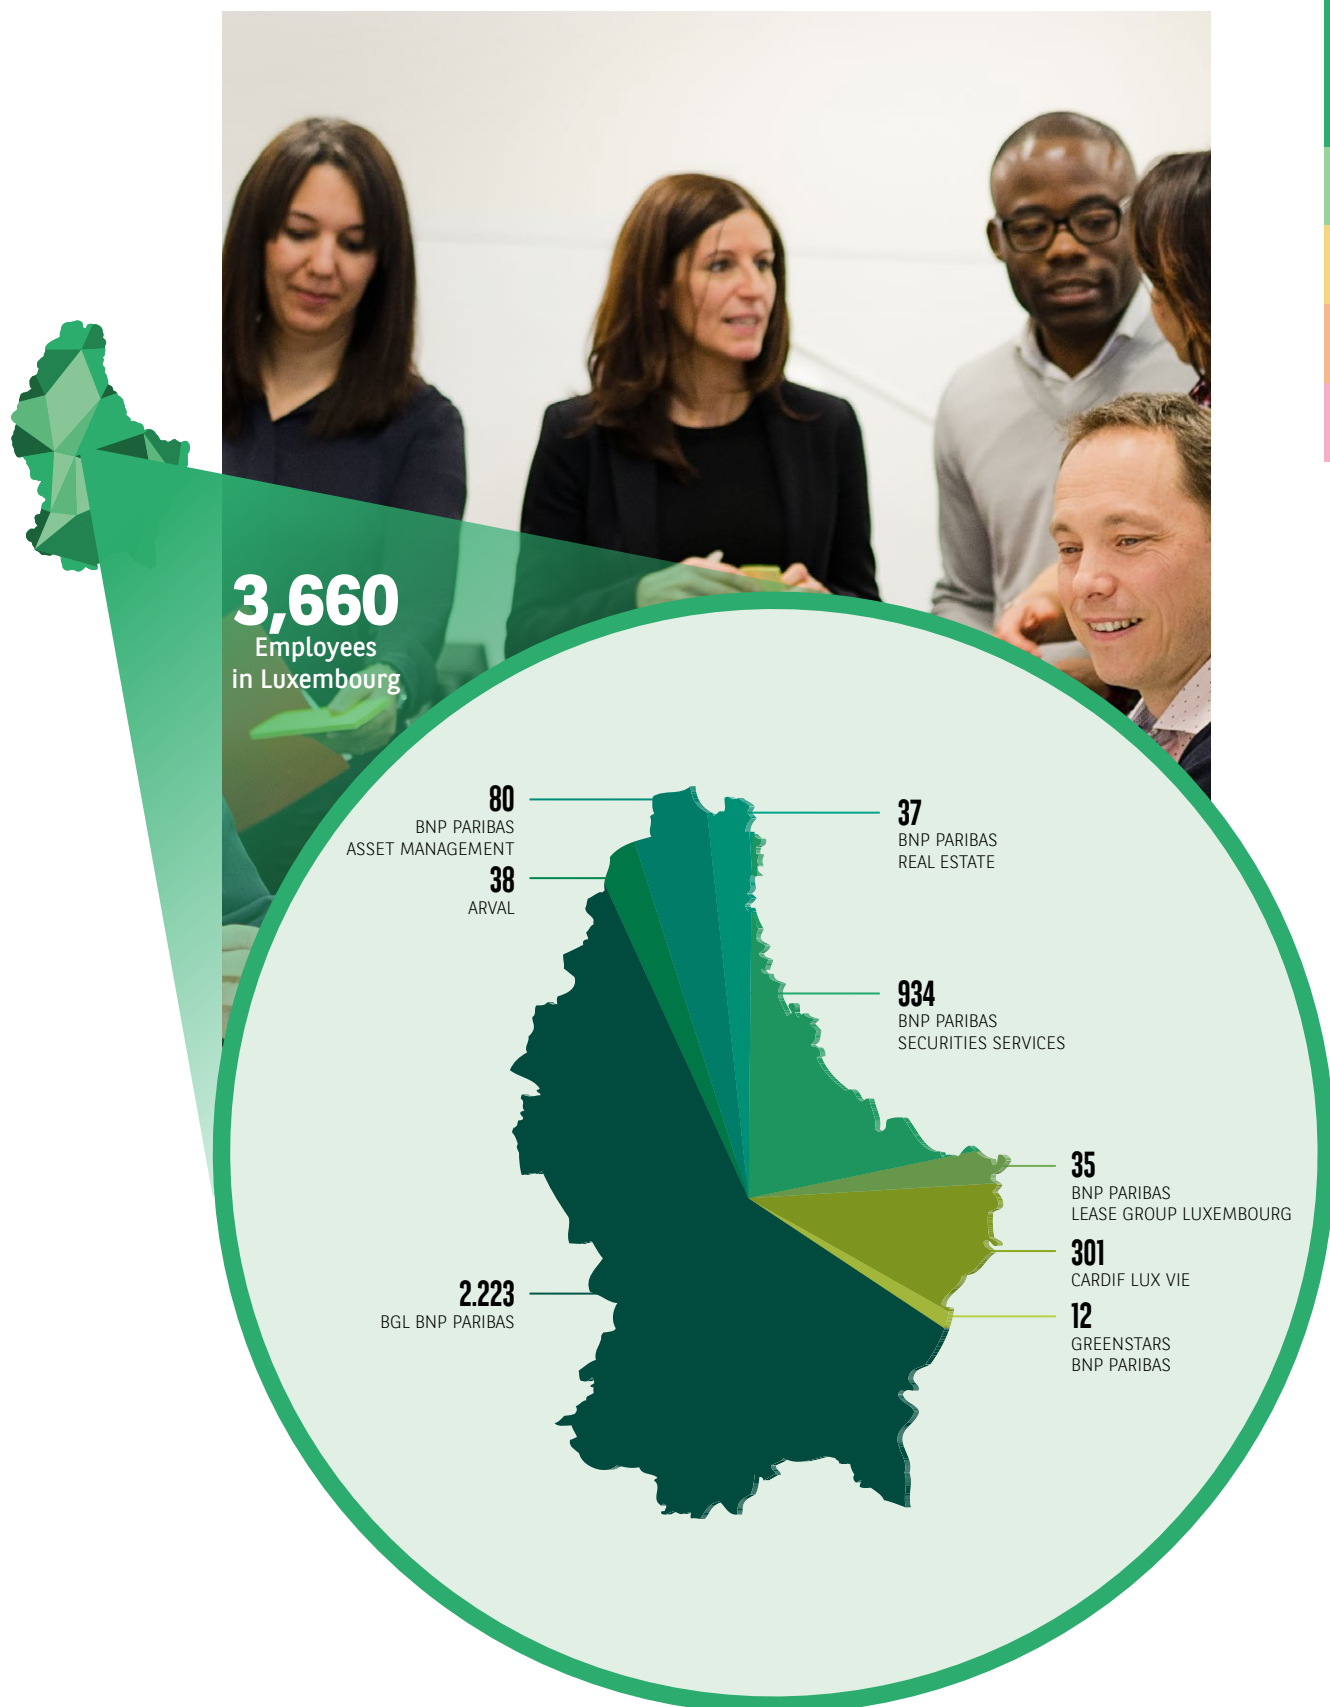 3,660
Employees
in Luxembourg
80
BNP PARIBAS
ASSET MANAGEMENT
38
ARVAL
37
BNP PARIBAS
REAL ESTATE
934
BNP PARIBAS
SECURITIES SERVICES
35
BNP PARIBAS
LEASE GROUP LUXEMBOURG
301
CARDIF LUX VIE
12
GREENSTARS
BNP PARIBAS
2.223
BGL BNP PARIBAS